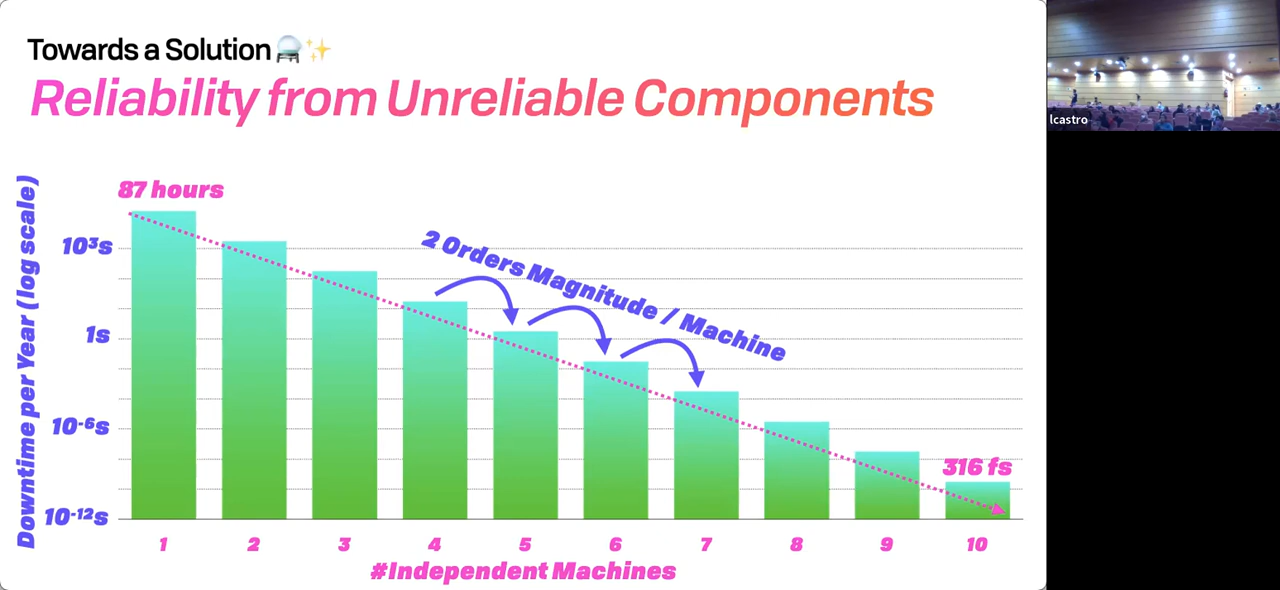 Towards a Solution 🔮✨
Reliability from Unreliable Components
lcastro
Downtime per Year (log scale)
87 hours
10³s
1s
10⁻⁶s
10⁻¹²s
2 Orders Magnitude / Machine
316 fs
1 2 3 4 5 6 7 8 9 10
#Independent Machines